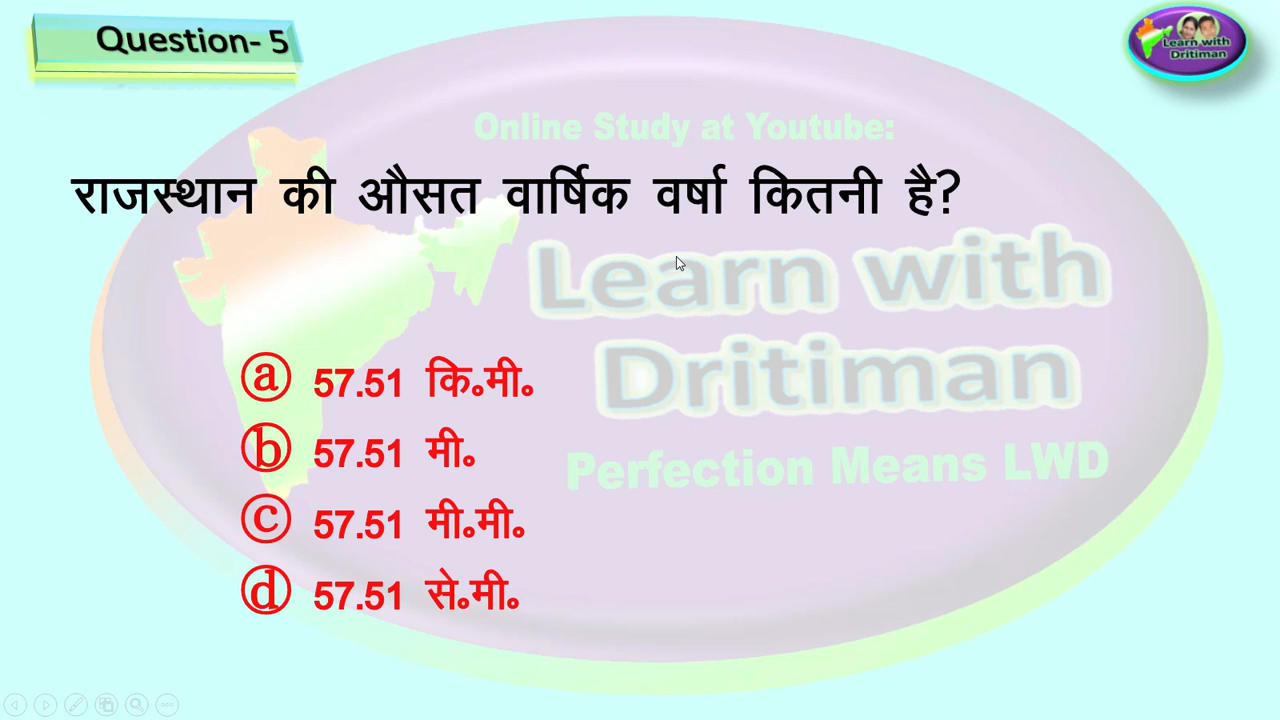 Question- 5
Learn with
Dritiman
Online Study at Youtube:
राजस्थान की औसत वार्षिक वर्षा कितनी है?
Learn with
Dritiman
Perfection Means LWD
ⓐ 57.51 कि॰मी॰
ⓑ 57.51 मी॰
ⓒ 57.51 मी॰मी॰
ⓓ 57.51 से॰मी॰